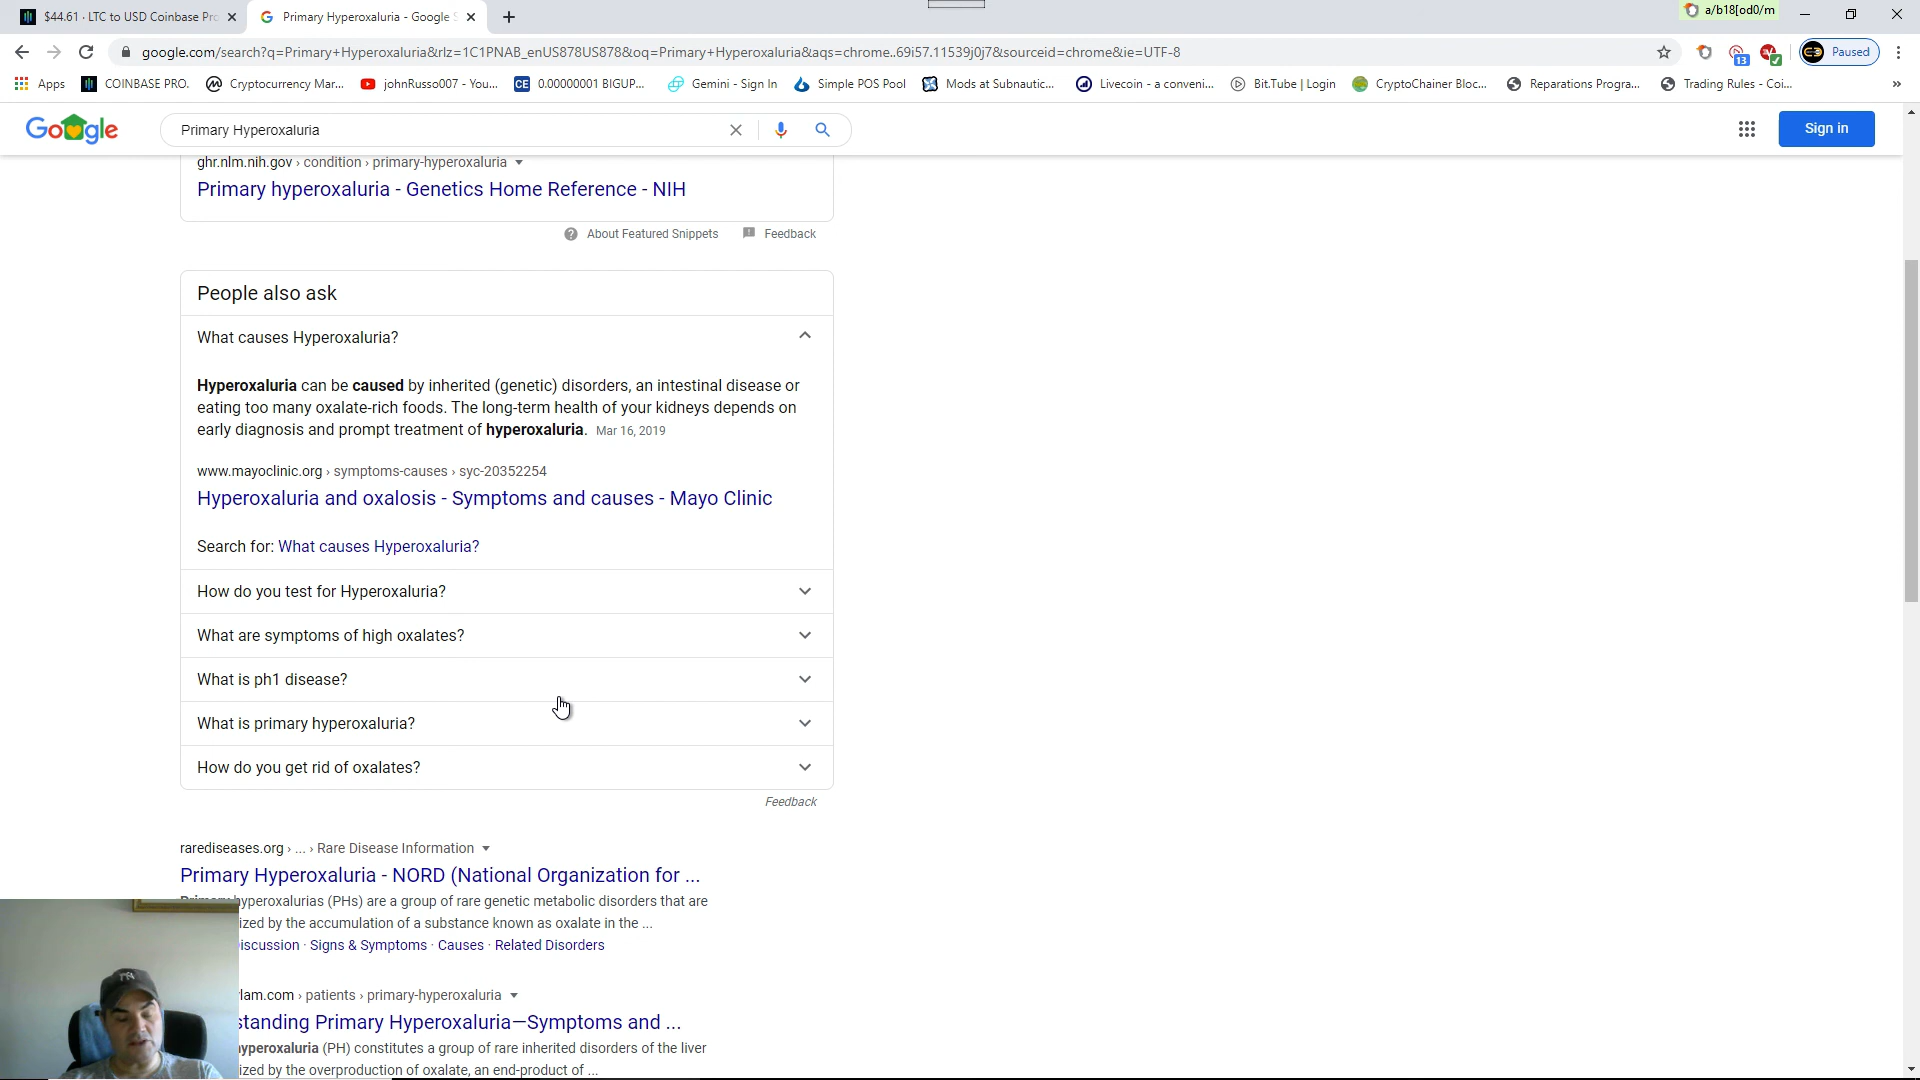 $44.61 · LTC to USD Coinbase Pro
Primary Hyperoxaluria - Google S
a/b18[od0/m
google.com/search?q=Primary+Hyperoxaluria&rlz=1C1PNAB_enUS878US878&oq=Primary+Hyperoxaluria&aqs=chrome..69i57.11539j0j7&sourceid=chrome&ie=UTF-8
13
Paused
Apps
COINBASE PRO.
Cryptocurrency Mar...
johnRusso007 - You...
CE 0.00000001 BIGUP...
Gemini - Sign In
Simple POS Pool
Mods at Subnautic...
Livecoin - a conveni...
Bit.Tube | Login
CryptoChainer Bloc...
Reparations Progra...
Trading Rules - Coi...
»
Google
Primary Hyperoxaluria
Sign in
ghr.nlm.nih.gov › condition › primary-hyperoxaluria
Primary hyperoxaluria - Genetics Home Reference - NIH
About Featured Snippets
Feedback
People also ask
What causes Hyperoxaluria?
Hyperoxaluria can be caused by inherited (genetic) disorders, an intestinal disease or
eating too many oxalate-rich foods. The long-term health of your kidneys depends on
early diagnosis and prompt treatment of hyperoxaluria. Mar 16, 2019
www.mayoclinic.org › symptoms-causes › syc-20352254
Hyperoxaluria and oxalosis - Symptoms and causes - Mayo Clinic
Search for: What causes Hyperoxaluria?
How do you test for Hyperoxaluria?
What are symptoms of high oxalates?
What is ph1 disease?
What is primary hyperoxaluria?
How do you get rid of oxalates?
Feedback
rarediseases.org › ... › Rare Disease Information
Primary Hyperoxaluria - NORD (National Organization for ...
hyperoxalurias (PHs) are a group of rare genetic metabolic disorders that are
ized by the accumulation of a substance known as oxalate in the ...
iscussion · Signs & Symptoms · Causes · Related Disorders
lam.com › patients › primary-hyperoxaluria
standing Primary Hyperoxaluria—Symptoms and ...
yperoxaluria (PH) constitutes a group of rare inherited disorders of the liver
ized by the overproduction of oxalate, an end-product of ...